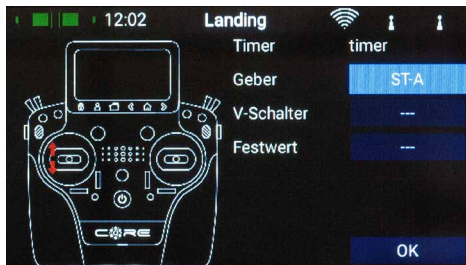 12:02 Landing
Timer timer
Geber ST-A
V-Schalter ---
Festwert ---
CORE
OK